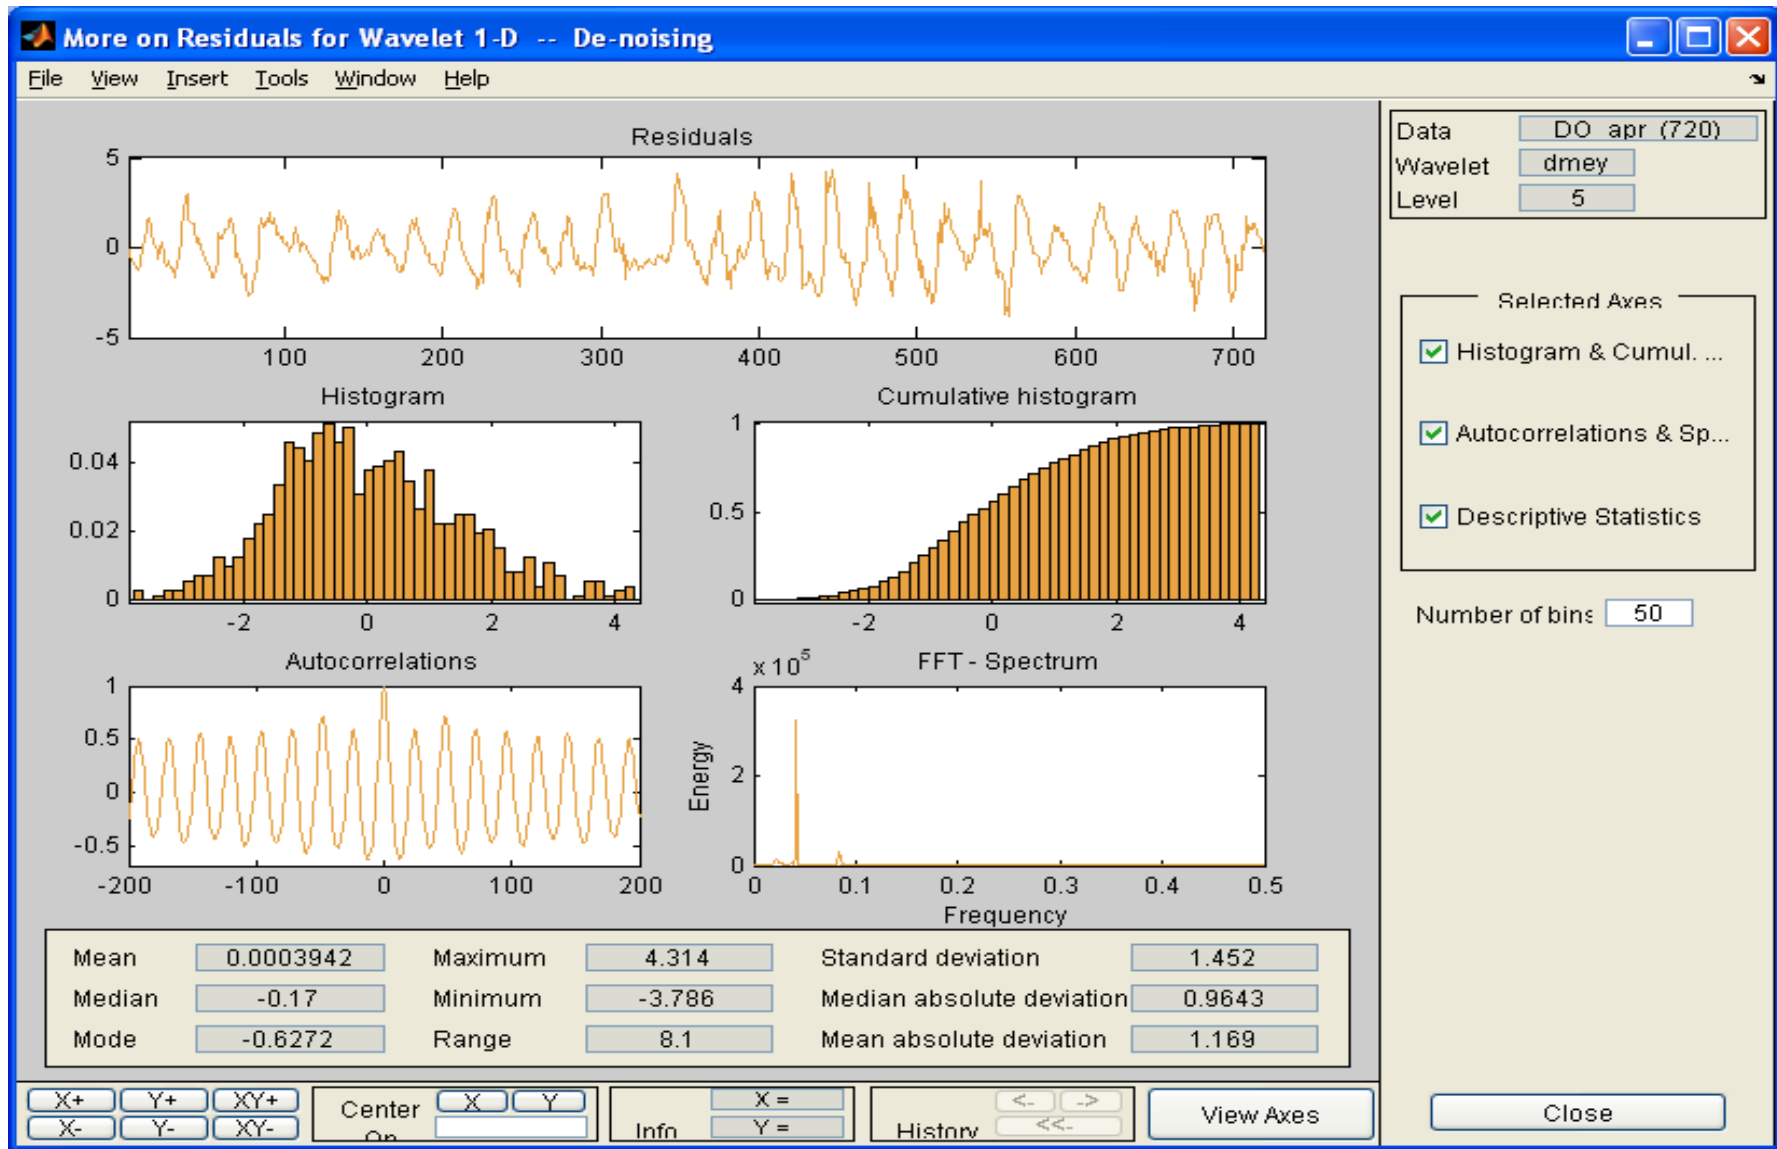 More on Residuals for Wavelet 1-D -- De-noising
File View Insert Tools Window Help
Residuals
5
0
-5
100 200 300 400 500 600 700
Histogram
0.04
0.02
0
-2 0 2 4
Cumulative histogram
1
0.5
0
-2 0 2 4
Autocorrelations
1
0.5
0
-0.5
-200 -100 0 100 200
FFT - Spectrum
x 10^5
4
2
0
Energy
0 0.1 0.2 0.3 0.4 0.5
Frequency
Mean 0.0003942 Maximum 4.314 Standard deviation 1.452
Median -0.17 Minimum -3.786 Median absolute deviation 0.9643
Mode -0.6272 Range 8.1 Mean absolute deviation 1.169
Data DO apr (720)
Wavelet dmey
Level 5
Selected Axes
Histogram & Cumul. ...
Autocorrelations & Sp...
Descriptive Statistics
Number of bins 50
X+ Y+ XY+
X- Y- XY-
Center On X Y
Info X =
Y =
History <- ->
<<-
View Axes
Close